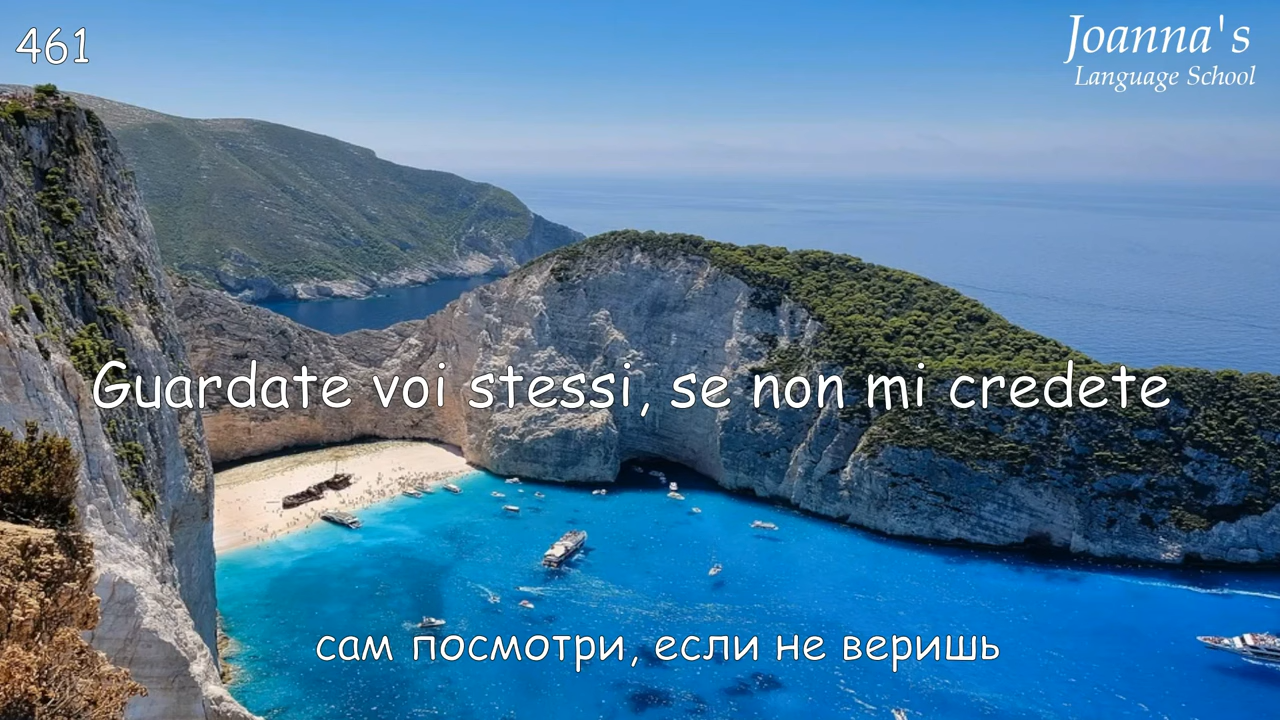 461
Joanna's
Language School
Guardate voi stessi, se non mi credete
сам посмотри, если не веришь